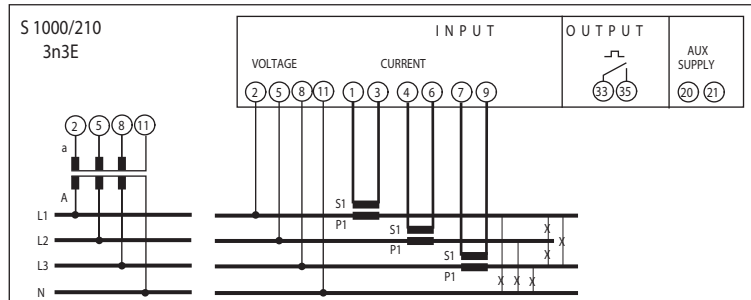 S 1000/210
3n3E
INPUT
OUTPUT
VOLTAGE
CURRENT
AUX
SUPPLY
2 5 8 11 1 3 4 6 7 9
33 35
20 21
2 5 8 11
a
A
S1
P1
S1
P1
S1
P1
L1
L2
L3
N
X
X
X
X X X